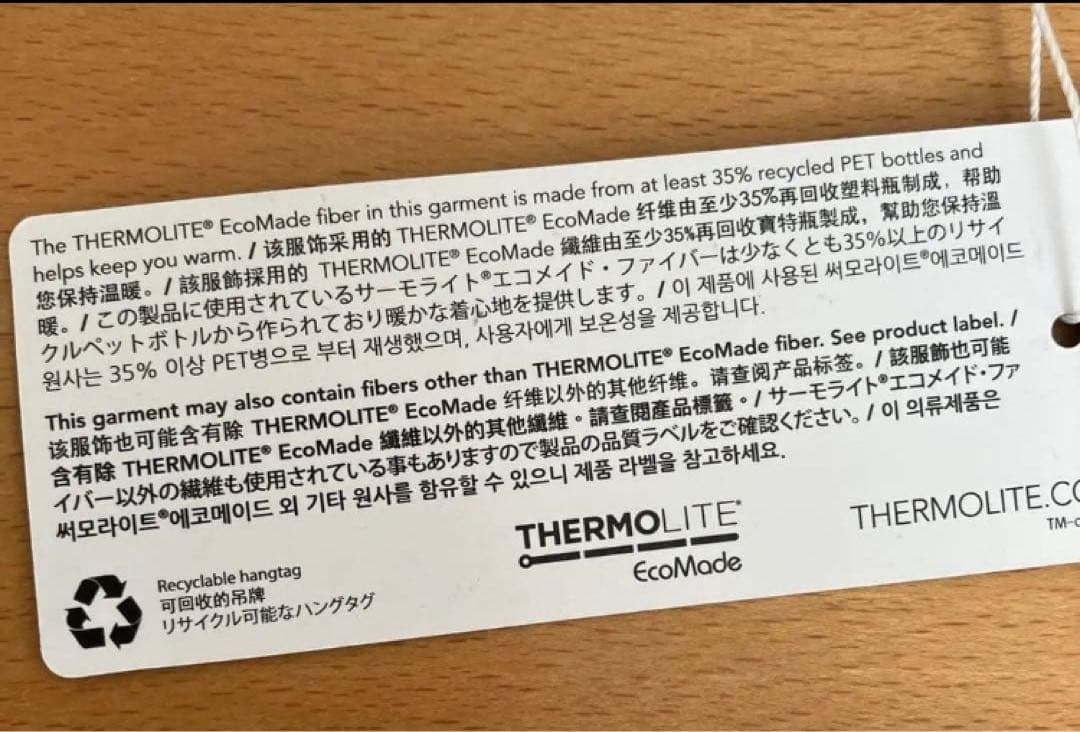 The THERMOLITE® EcoMade fiber in this garment is made from at least 35% recycled PET bottles and
helps keep you warm. / 该服饰采用的 THERMOLITE® EcoMade 纤维由至少35%再回收塑料瓶制成，帮助
您保持温暖。/ 該服飾採用的 THERMOLITE® EcoMade 纖維由至少35%再回收寶特瓶製成，幫助您保持溫
暖。/ この製品に使用されているサーモライト®エコメイド・ファイバーは少なくとも35%以上のリサイ
クルペットボトルから作られており暖かな着心地を提供します。/ 이 제품에 사용된 써모라이트®에코메이드
원사는 35% 이상 PET병으로 부터 재생했으며, 사용자에게 보온성을 제공합니다.
This garment may also contain fibers other than THERMOLITE® EcoMade fiber. See product label. /
该服饰也可能含有除 THERMOLITE® EcoMade 纤维以外的其他纤维。请查阅产品标签。/ 該服飾也可能
含有除 THERMOLITE® EcoMade 纖維以外的其他纖維。請查閱產品標籤。/ サーモライト®エコメイド・ファ
イバー以外の繊維も使用されている事もありますので製品の品質ラベルをご確認ください。/ 이 의류제품은
써모라이트®에코메이드 외 기타 원사를 함유할 수 있으니 제품 라벨을 참고하세요.
THERMOLITE®
EcoMade
THERMOLITE.CO
Recyclable hangtag
可回收的吊牌
リサイクル可能なハングタグ